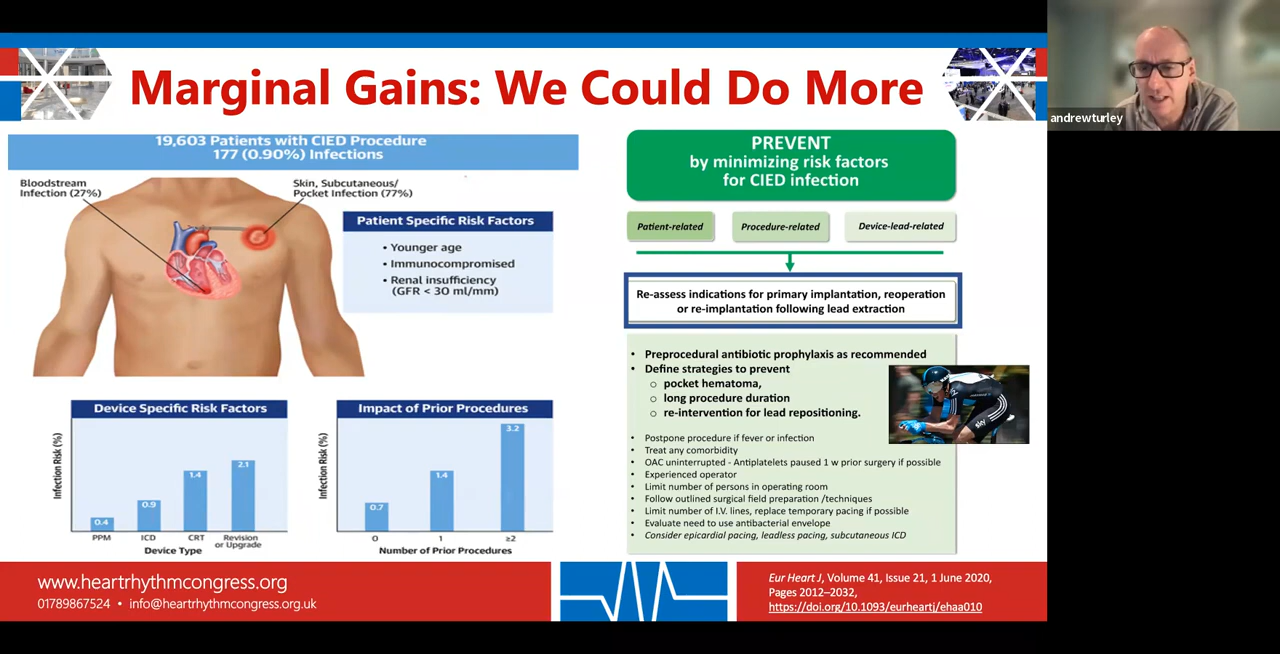 Marginal Gains: We Could Do More
andrewturley
19,603 Patients with CIED Procedure
177 (0.90%) Infections
Bloodstream
Infection (27%)
Skin, Subcutaneous/
Pocket Infection (77%)
Patient Specific Risk Factors
• Younger age
• Immunocompromised
• Renal insufficiency
(GFR < 30 ml/mm)
Device Specific Risk Factors
Infection Risk (%)
0.4
0.9
1.4
2.1
PPM
ICD
CRT
Revision
or Upgrade
Device Type
Impact of Prior Procedures
Infection Risk (%)
0.7
1.4
3.2
0
1
≥2
Number of Prior Procedures
PREVENT
by minimizing risk factors
for CIED infection
Patient-related
Procedure-related
Device-lead-related
Re-assess indications for primary implantation, reoperation
or re-implantation following lead extraction
• Preprocedural antibiotic prophylaxis as recommended
• Define strategies to prevent
o pocket hematoma,
o long procedure duration
o re-intervention for lead repositioning.
• Postpone procedure if fever or infection
• Treat any comorbidity
• OAC uninterrupted - Antiplatelets paused 1 w prior surgery if possible
• Experienced operator
• Limit number of persons in operating room
• Follow outlined surgical field preparation /techniques
• Limit number of I.V. lines, replace temporary pacing if possible
• Evaluate need to use antibacterial envelope
• Consider epicardial pacing, leadless pacing, subcutaneous ICD
sky
www.heartrhythmcongress.org
01789867524 • info@heartrhythmcongress.org.uk
Eur Heart J, Volume 41, Issue 21, 1 June 2020,
Pages 2012–2032,
https://doi.org/10.1093/eurheartj/ehaa010